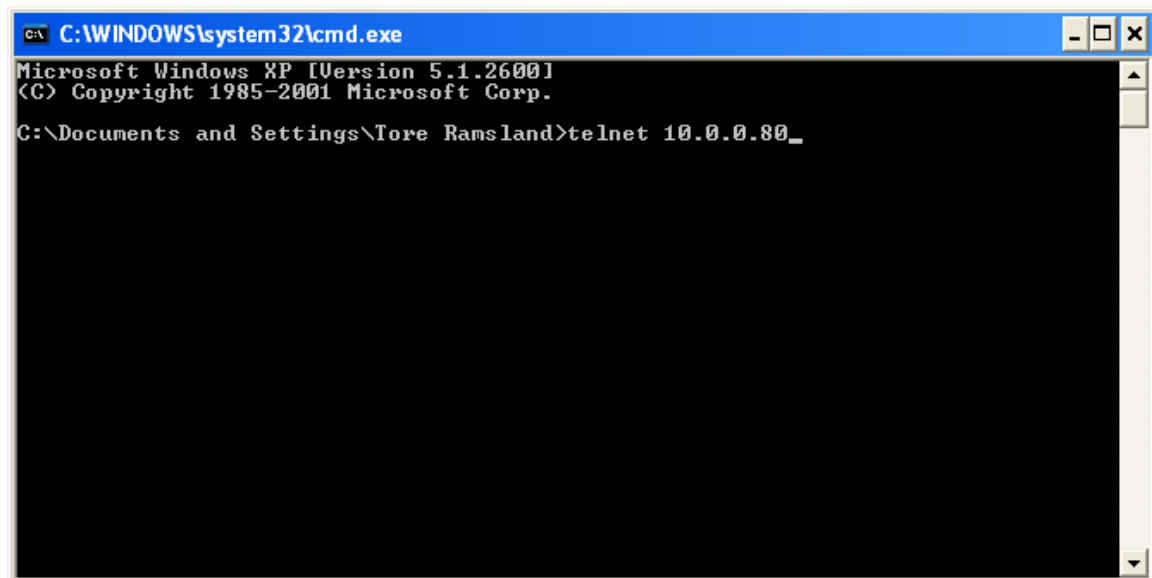 C:\WINDOWS\system32\cmd.exe
Microsoft Windows XP [Version 5.1.2600]
(C) Copyright 1985-2001 Microsoft Corp.
C:\Documents and Settings\Tore Ramsland>telnet 10.0.0.80_